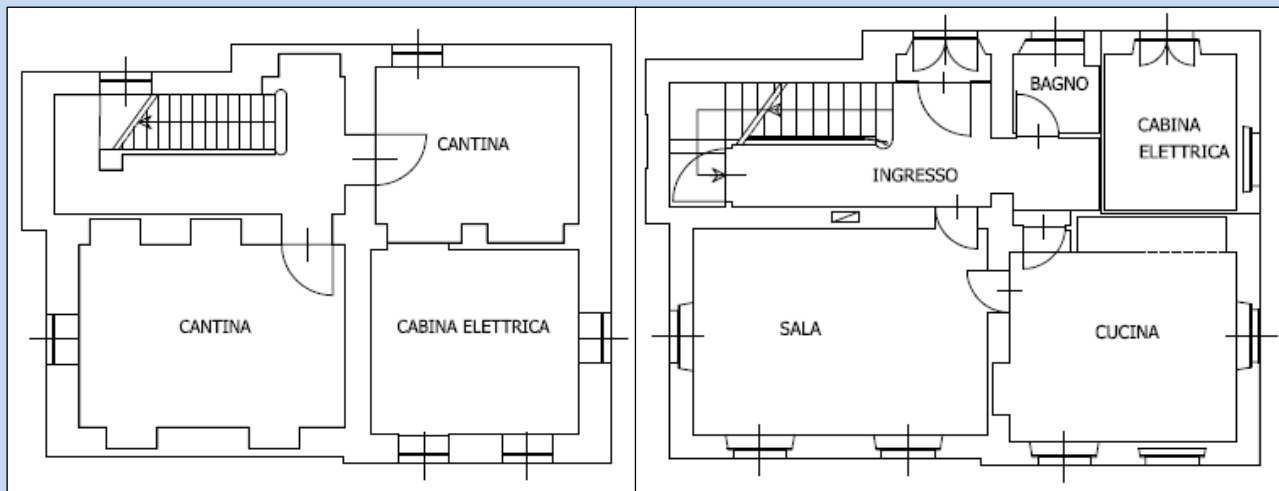 CANTINA
CANTINA
CABINA ELETTRICA
BAGNO
CABINA
ELETTRICA
INGRESSO
SALA
CUCINA